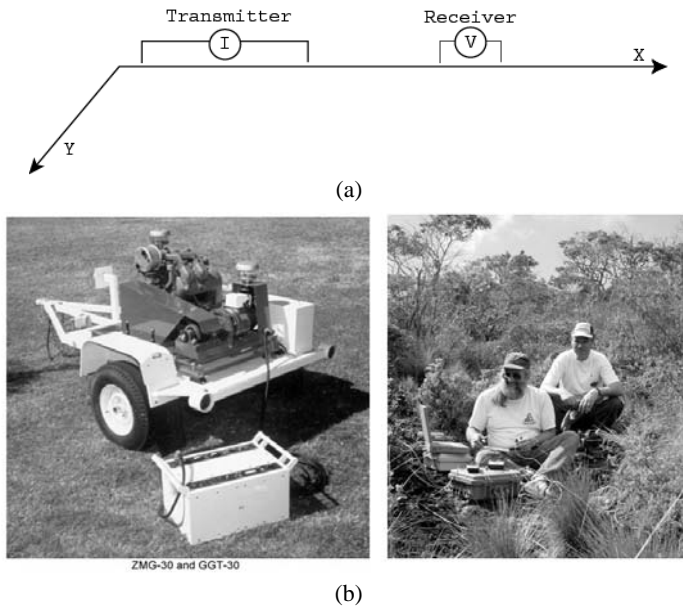 Transmitter
Receiver
I
V
X
Y
(a)
ZMG-30 and GGT-30
(b)